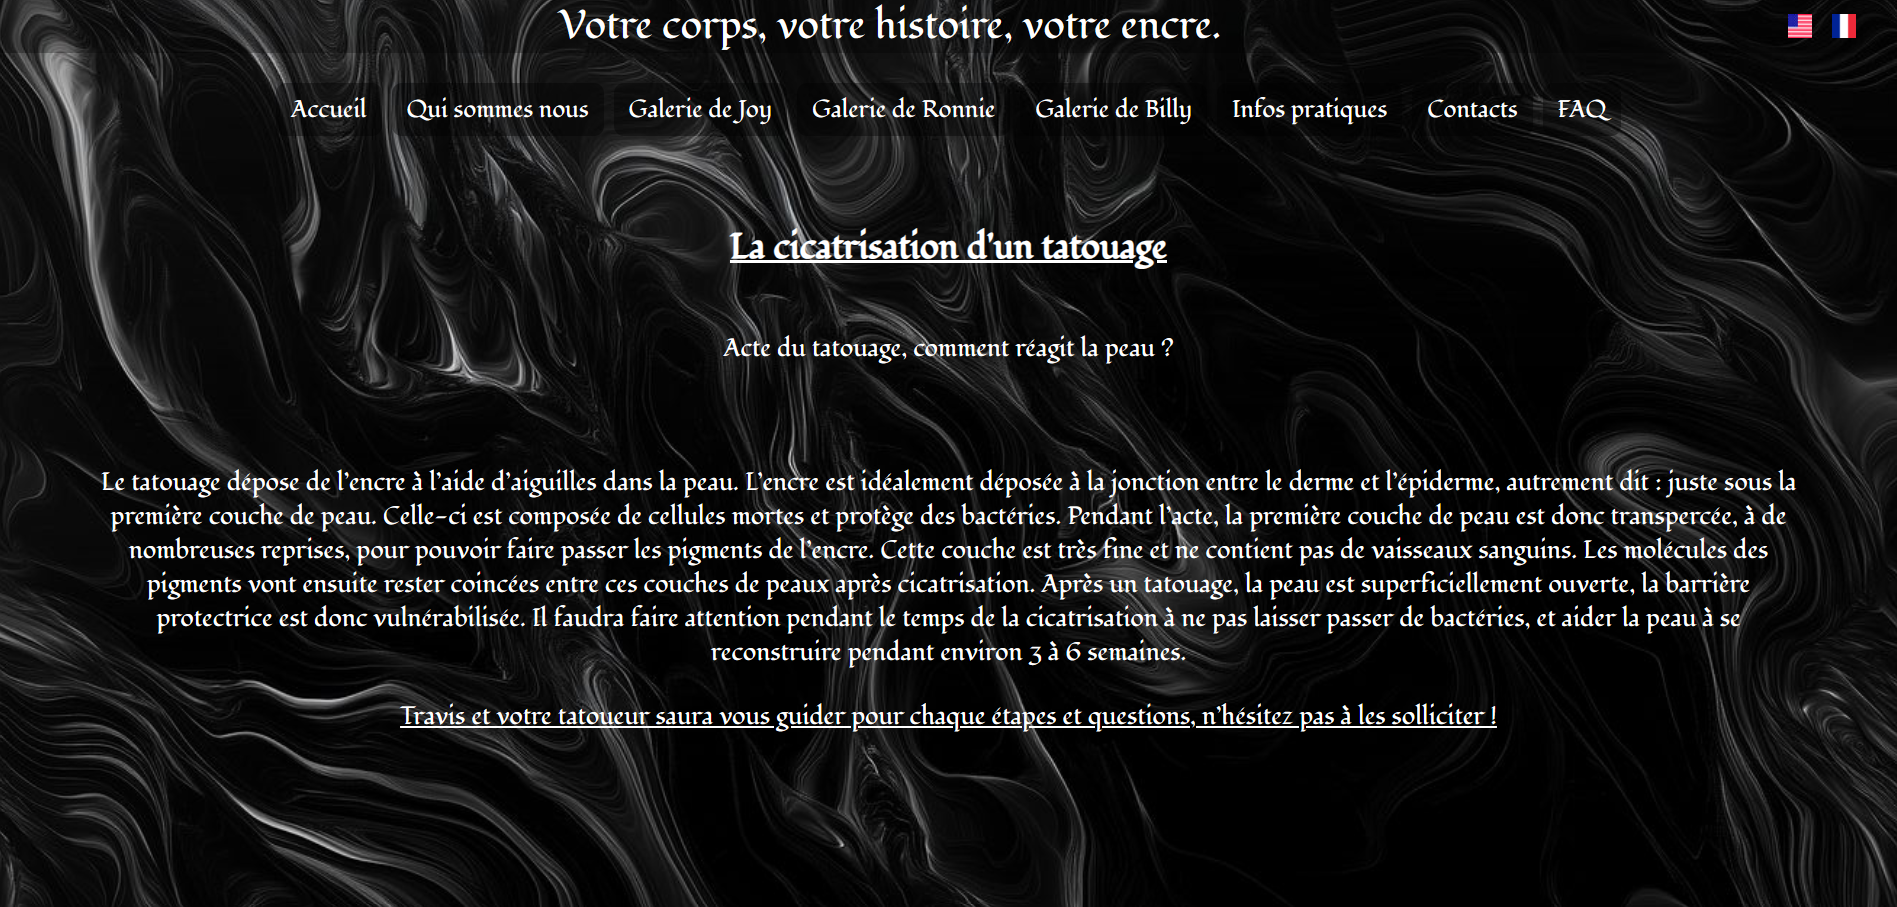 Votre corps, votre histoire, votre encre.
Accueil Qui sommes nous Galerie de Joy Galerie de Ronnie Galerie de Billy Infos pratiques Contacts FAQ
La cicatrisation d'un tatouage
Acte du tatouage, comment réagit la peau ?
Le tatouage dépose de l’encre à l’aide d’aiguilles dans la peau. L’encre est idéalement déposée à la jonction entre le derme et l’épiderme, autrement dit : juste sous la
première couche de peau. Celle-ci est composée de cellules mortes et protège des bactéries. Pendant l’acte, la première couche de peau est donc transpercée, à de
nombreuses reprises, pour pouvoir faire passer les pigments de l’encre. Cette couche est très fine et ne contient pas de vaisseaux sanguins. Les molécules des
pigments vont ensuite rester coincées entre ces couches de peaux après cicatrisation. Après un tatouage, la peau est superficiellement ouverte, la barrière
protectrice est donc vulnérabilisée. Il faudra faire attention pendant le temps de la cicatrisation à ne pas laisser passer de bactéries, et aider la peau à se
reconstruire pendant environ 3 à 6 semaines.
Travis et votre tatoueur saura vous guider pour chaque étapes et questions, n’hésitez pas à les solliciter !